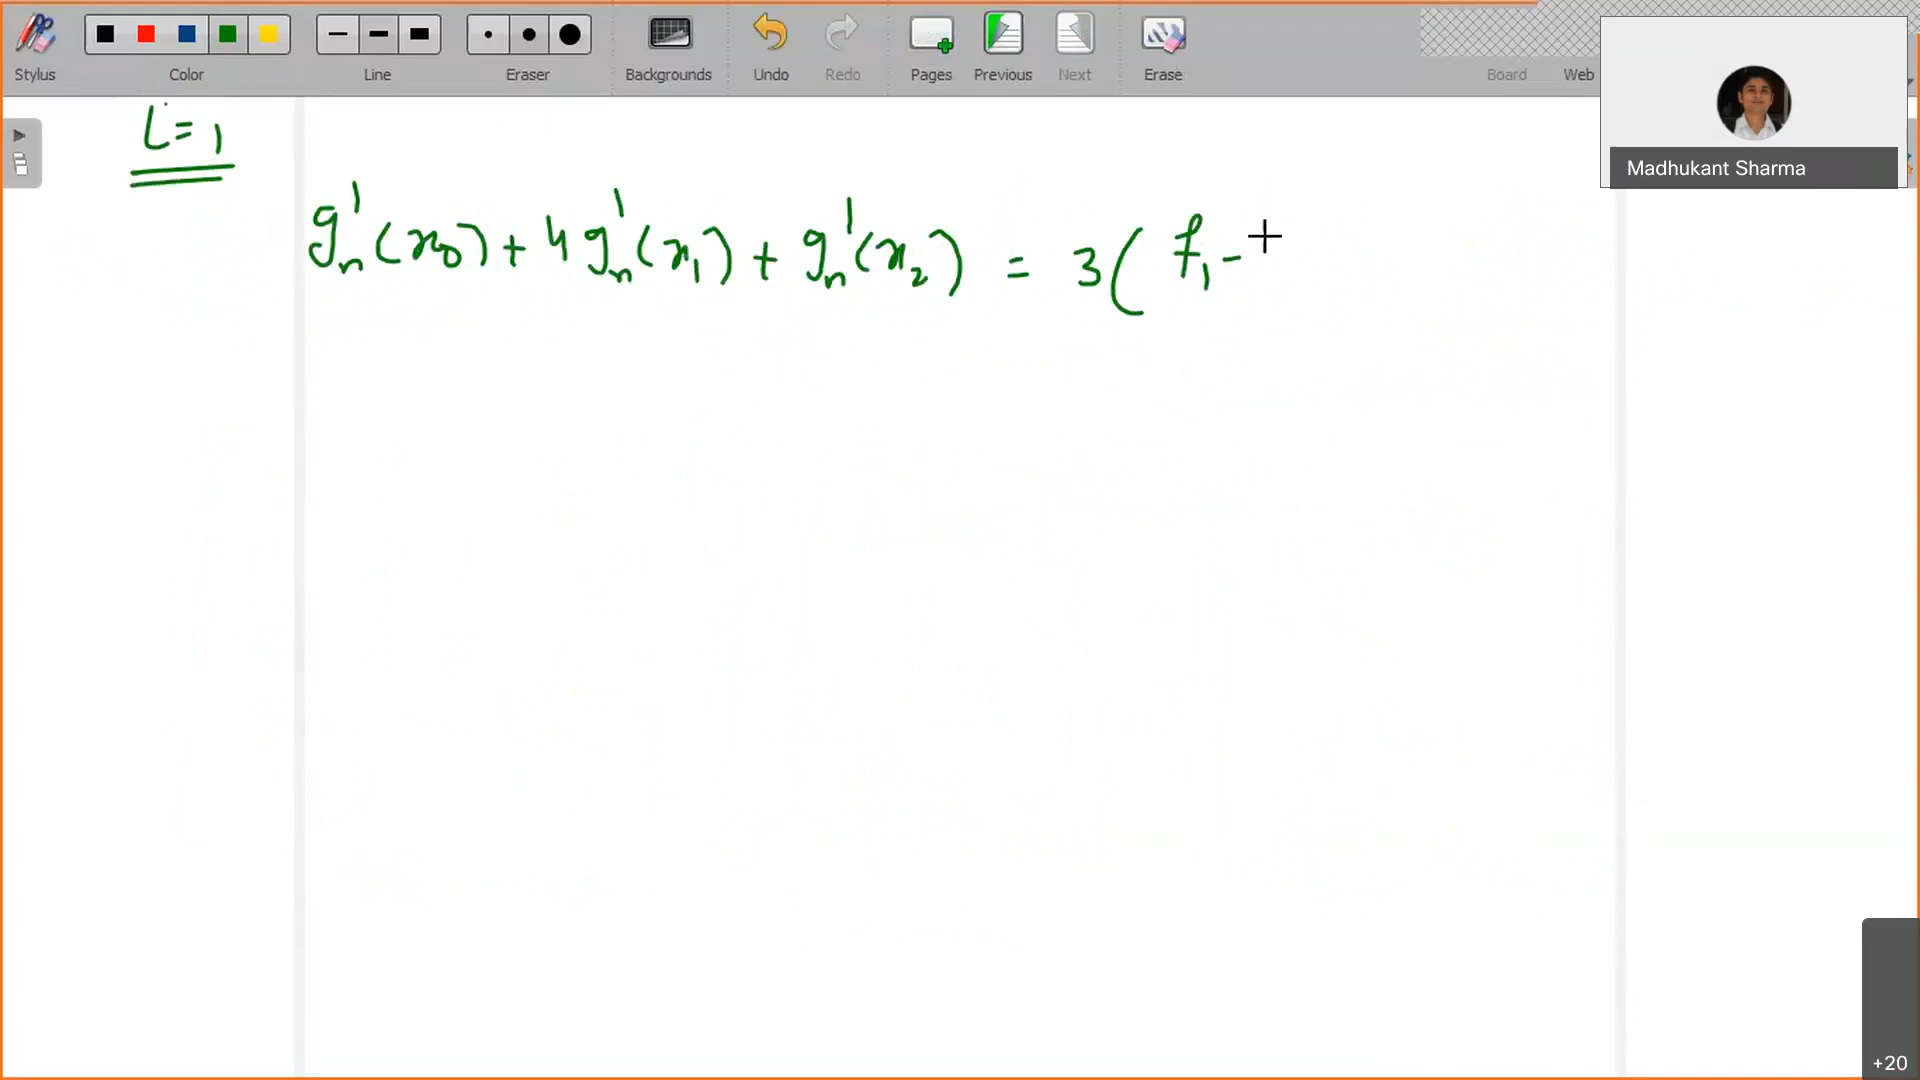 Stylus Color Line Eraser Backgrounds Undo Redo Pages Previous Next Erase Board Web
Madhukant Sharma
i=1
g'n(x0) + 4g'n(x1) + g'n(x2) = 3( f1 -
+20